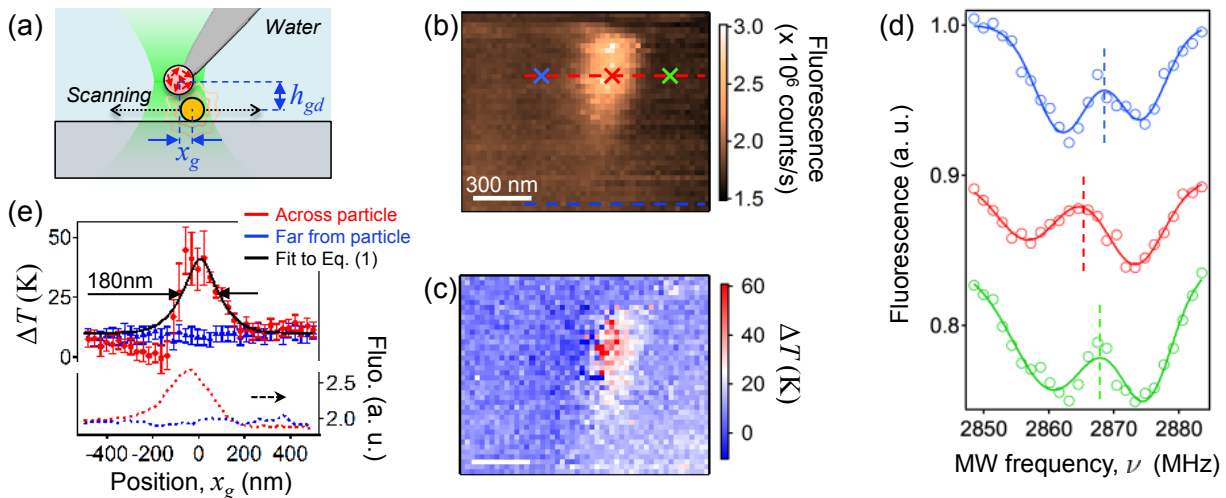 (a)
Water
Scanning
h_gd
x_g
(b)
300 nm
3.0
2.5
2.0
1.5
Fluorescence
(x 10⁶ counts/s)
(c)
60
40
20
0
ΔT (K)
(d)
1.0
0.9
0.8
Fluorescence (a. u.)
2850
2860
2870
2880
MW frequency, ν (MHz)
(e)
Across particle
Far from particle
Fit to Eq. (1)
180nm
50
25
0
ΔT (K)
2.5
2.0
Fluo. (a. u.)
-400
-200
0
200
400
Position, x_g (nm)